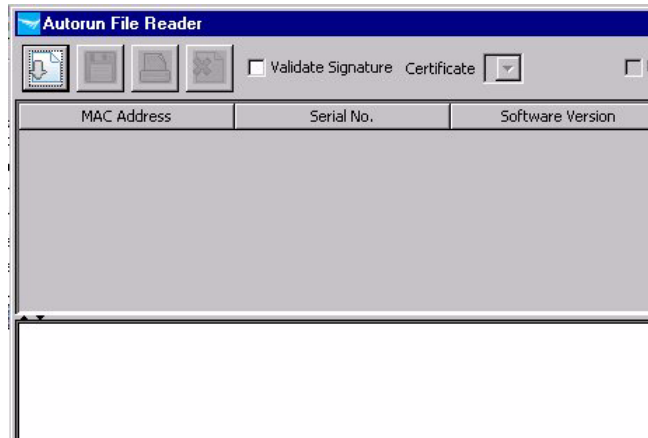 Autorun File Reader
Validate Signature Certificate
MAC Address Serial No. Software Version